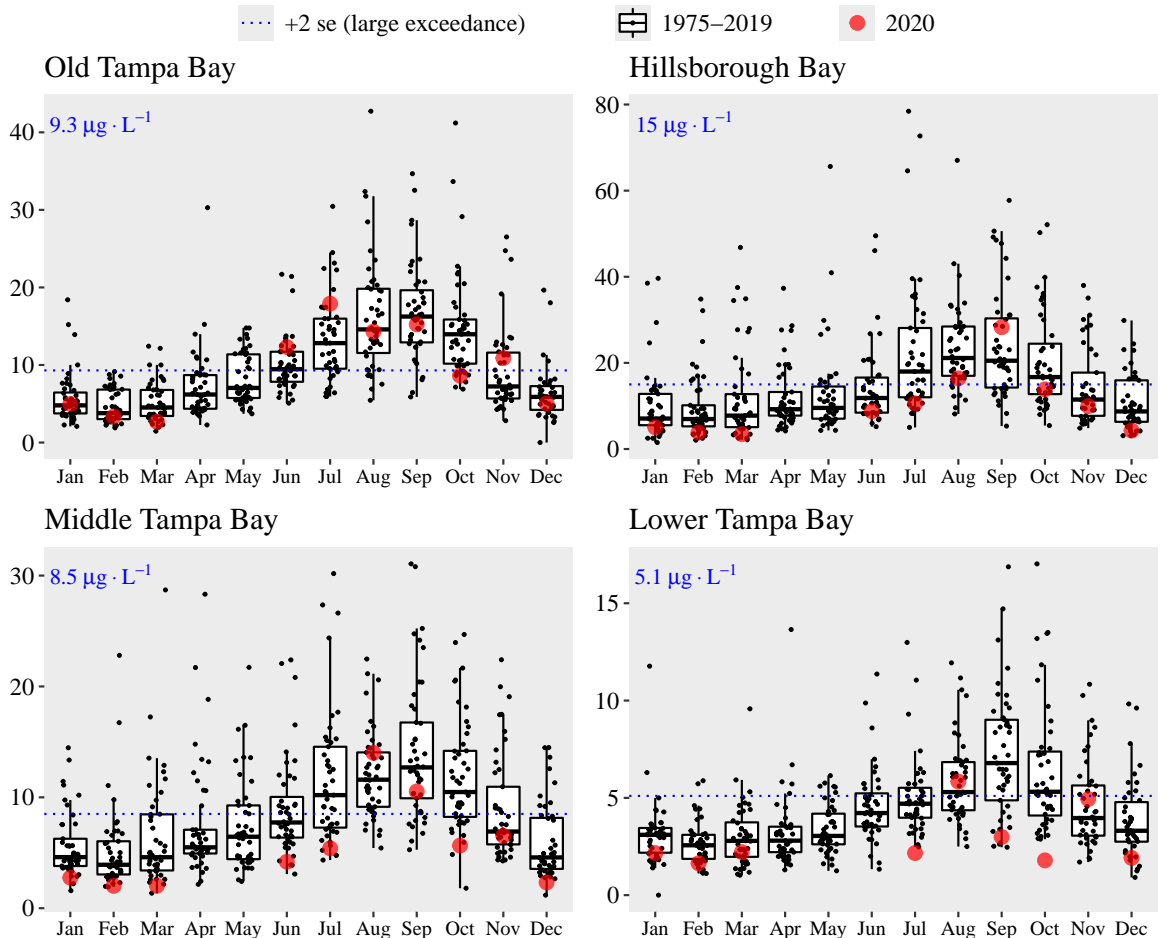 +2 se (large exceedance) 1975–2019 2020
Old Tampa Bay
9.3 µg · L⁻¹
40
30
20
10
0
Jan Feb Mar Apr May Jun Jul Aug Sep Oct Nov Dec
Hillsborough Bay
15 µg · L⁻¹
80
60
40
20
0
Jan Feb Mar Apr May Jun Jul Aug Sep Oct Nov Dec
Middle Tampa Bay
8.5 µg · L⁻¹
30
20
10
0
Jan Feb Mar Apr May Jun Jul Aug Sep Oct Nov Dec
Lower Tampa Bay
5.1 µg · L⁻¹
15
10
5
0
Jan Feb Mar Apr May Jun Jul Aug Sep Oct Nov Dec